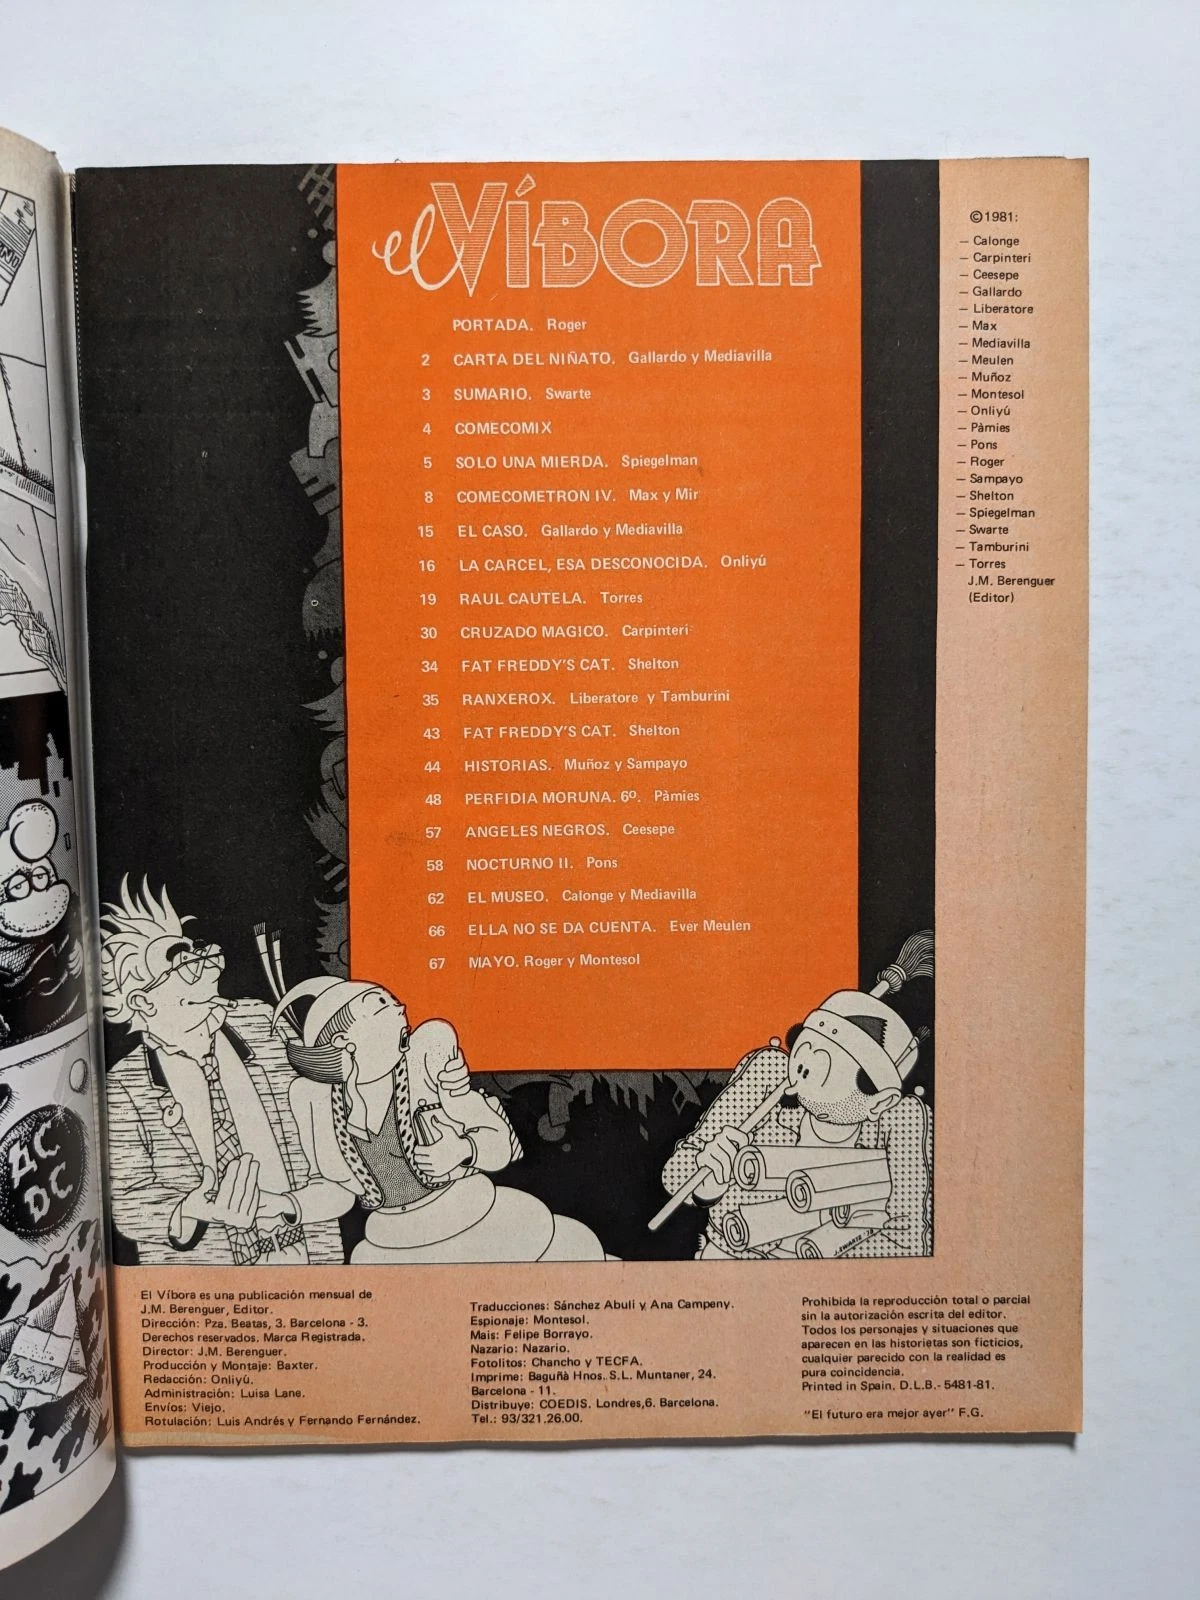 el VÍBORA
PORTADA. Roger
2 CARTA DEL NIÑATO. Gallardo y Mediavilla
3 SUMARIO. Swarte
4 COMECOMIX
5 SOLO UNA MIERDA. Spiegelman
8 COMECOMETRON IV. Max y Mir
15 EL CASO. Gallardo y Mediavilla
16 LA CARCEL, ESA DESCONOCIDA. Onliyú
19 RAUL CAUTELA. Torres
30 CRUZADO MAGICO. Carpinteri
34 FAT FREDDY'S CAT. Shelton
35 RANXEROX. Liberatore y Tamburini
43 FAT FREDDY'S CAT. Shelton
44 HISTORIAS. Muñoz y Sampayo
48 PERFIDIA MORUNA. 6º. Pàmies
57 ANGELES NEGROS. Ceesepe
58 NOCTURNO II. Pons
62 EL MUSEO. Calonge y Mediavilla
66 ELLA NO SE DA CUENTA. Ever Meulen
67 MAYO. Roger y Montesol
©1981:
— Calonge
— Carpinteri
— Ceesepe
— Gallardo
— Liberatore
— Max
— Mediavilla
— Meulen
— Muñoz
— Montesol
— Onliyú
— Pàmies
— Pons
— Roger
— Sampayo
— Shelton
— Spiegelman
— Swarte
— Tamburini
— Torres
J.M. Berenguer
(Editor)
AC
DC
J. SWARTE
El Víbora es una publicación mensual de
J.M. Berenguer, Editor.
Dirección: Pza. Beatas, 3. Barcelona - 3.
Derechos reservados. Marca Registrada.
Director: J.M. Berenguer.
Producción y Montaje: Baxter.
Redacción: Onliyú.
Administración: Luisa Lane.
Envíos: Viejo.
Rotulación: Luis Andrés y Fernando Fernández.
Traducciones: Sánchez Abulí y Ana Campeny.
Espionaje: Montesol.
Mais: Felipe Borrayo.
Nazario: Nazario.
Fotolitos: Chancho y TECFA.
Imprime: Baguñà Hnos. S.L. Muntaner, 24.
Barcelona - 11.
Distribuye: COEDIS. Londres,6. Barcelona.
Tel.: 93/321.26.00.
Prohibida la reproducción total o parcial
sin la autorización escrita del editor.
Todos los personajes y situaciones que
aparecen en las historietas son ficticios,
cualquier parecido con la realidad es
pura coincidencia.
Printed in Spain. D.L.B.- 5481-81.
"El futuro era mejor ayer" F.G.